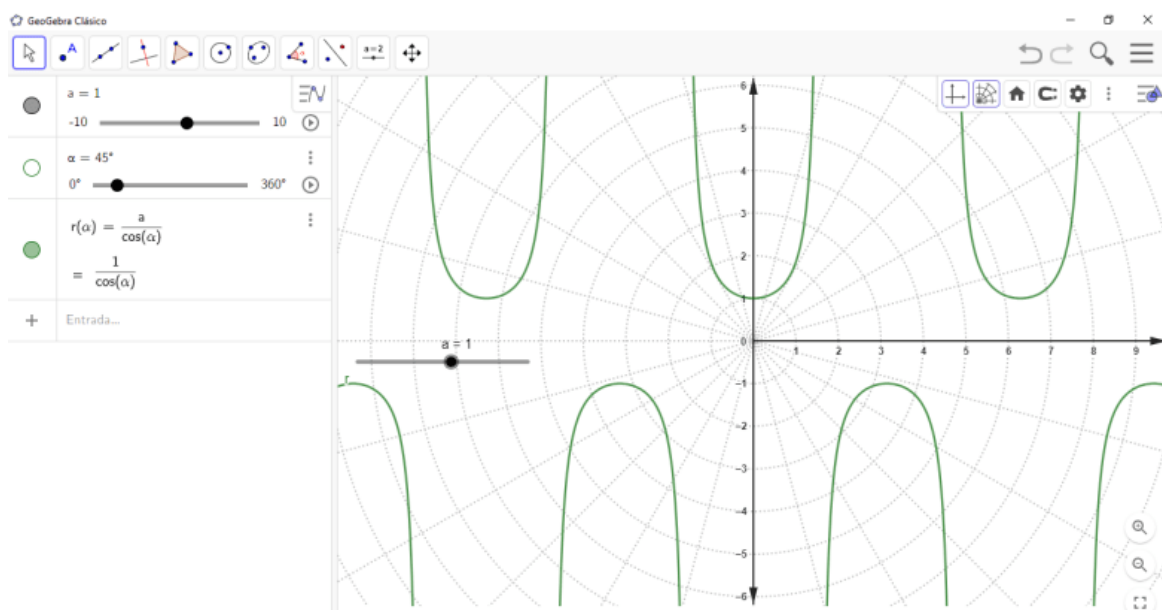 GeoGebra Clásico
A
a=2
a = 1
-10 10
α = 45°
0° 360°
r(α) = a / cos(α)
= 1 / cos(α)
+ Entrada...
a = 1
r
6
5
4
3
2
1
0 1 2 3 4 5 6 7 8 9
−1
−2
−3
−4
−5
−6